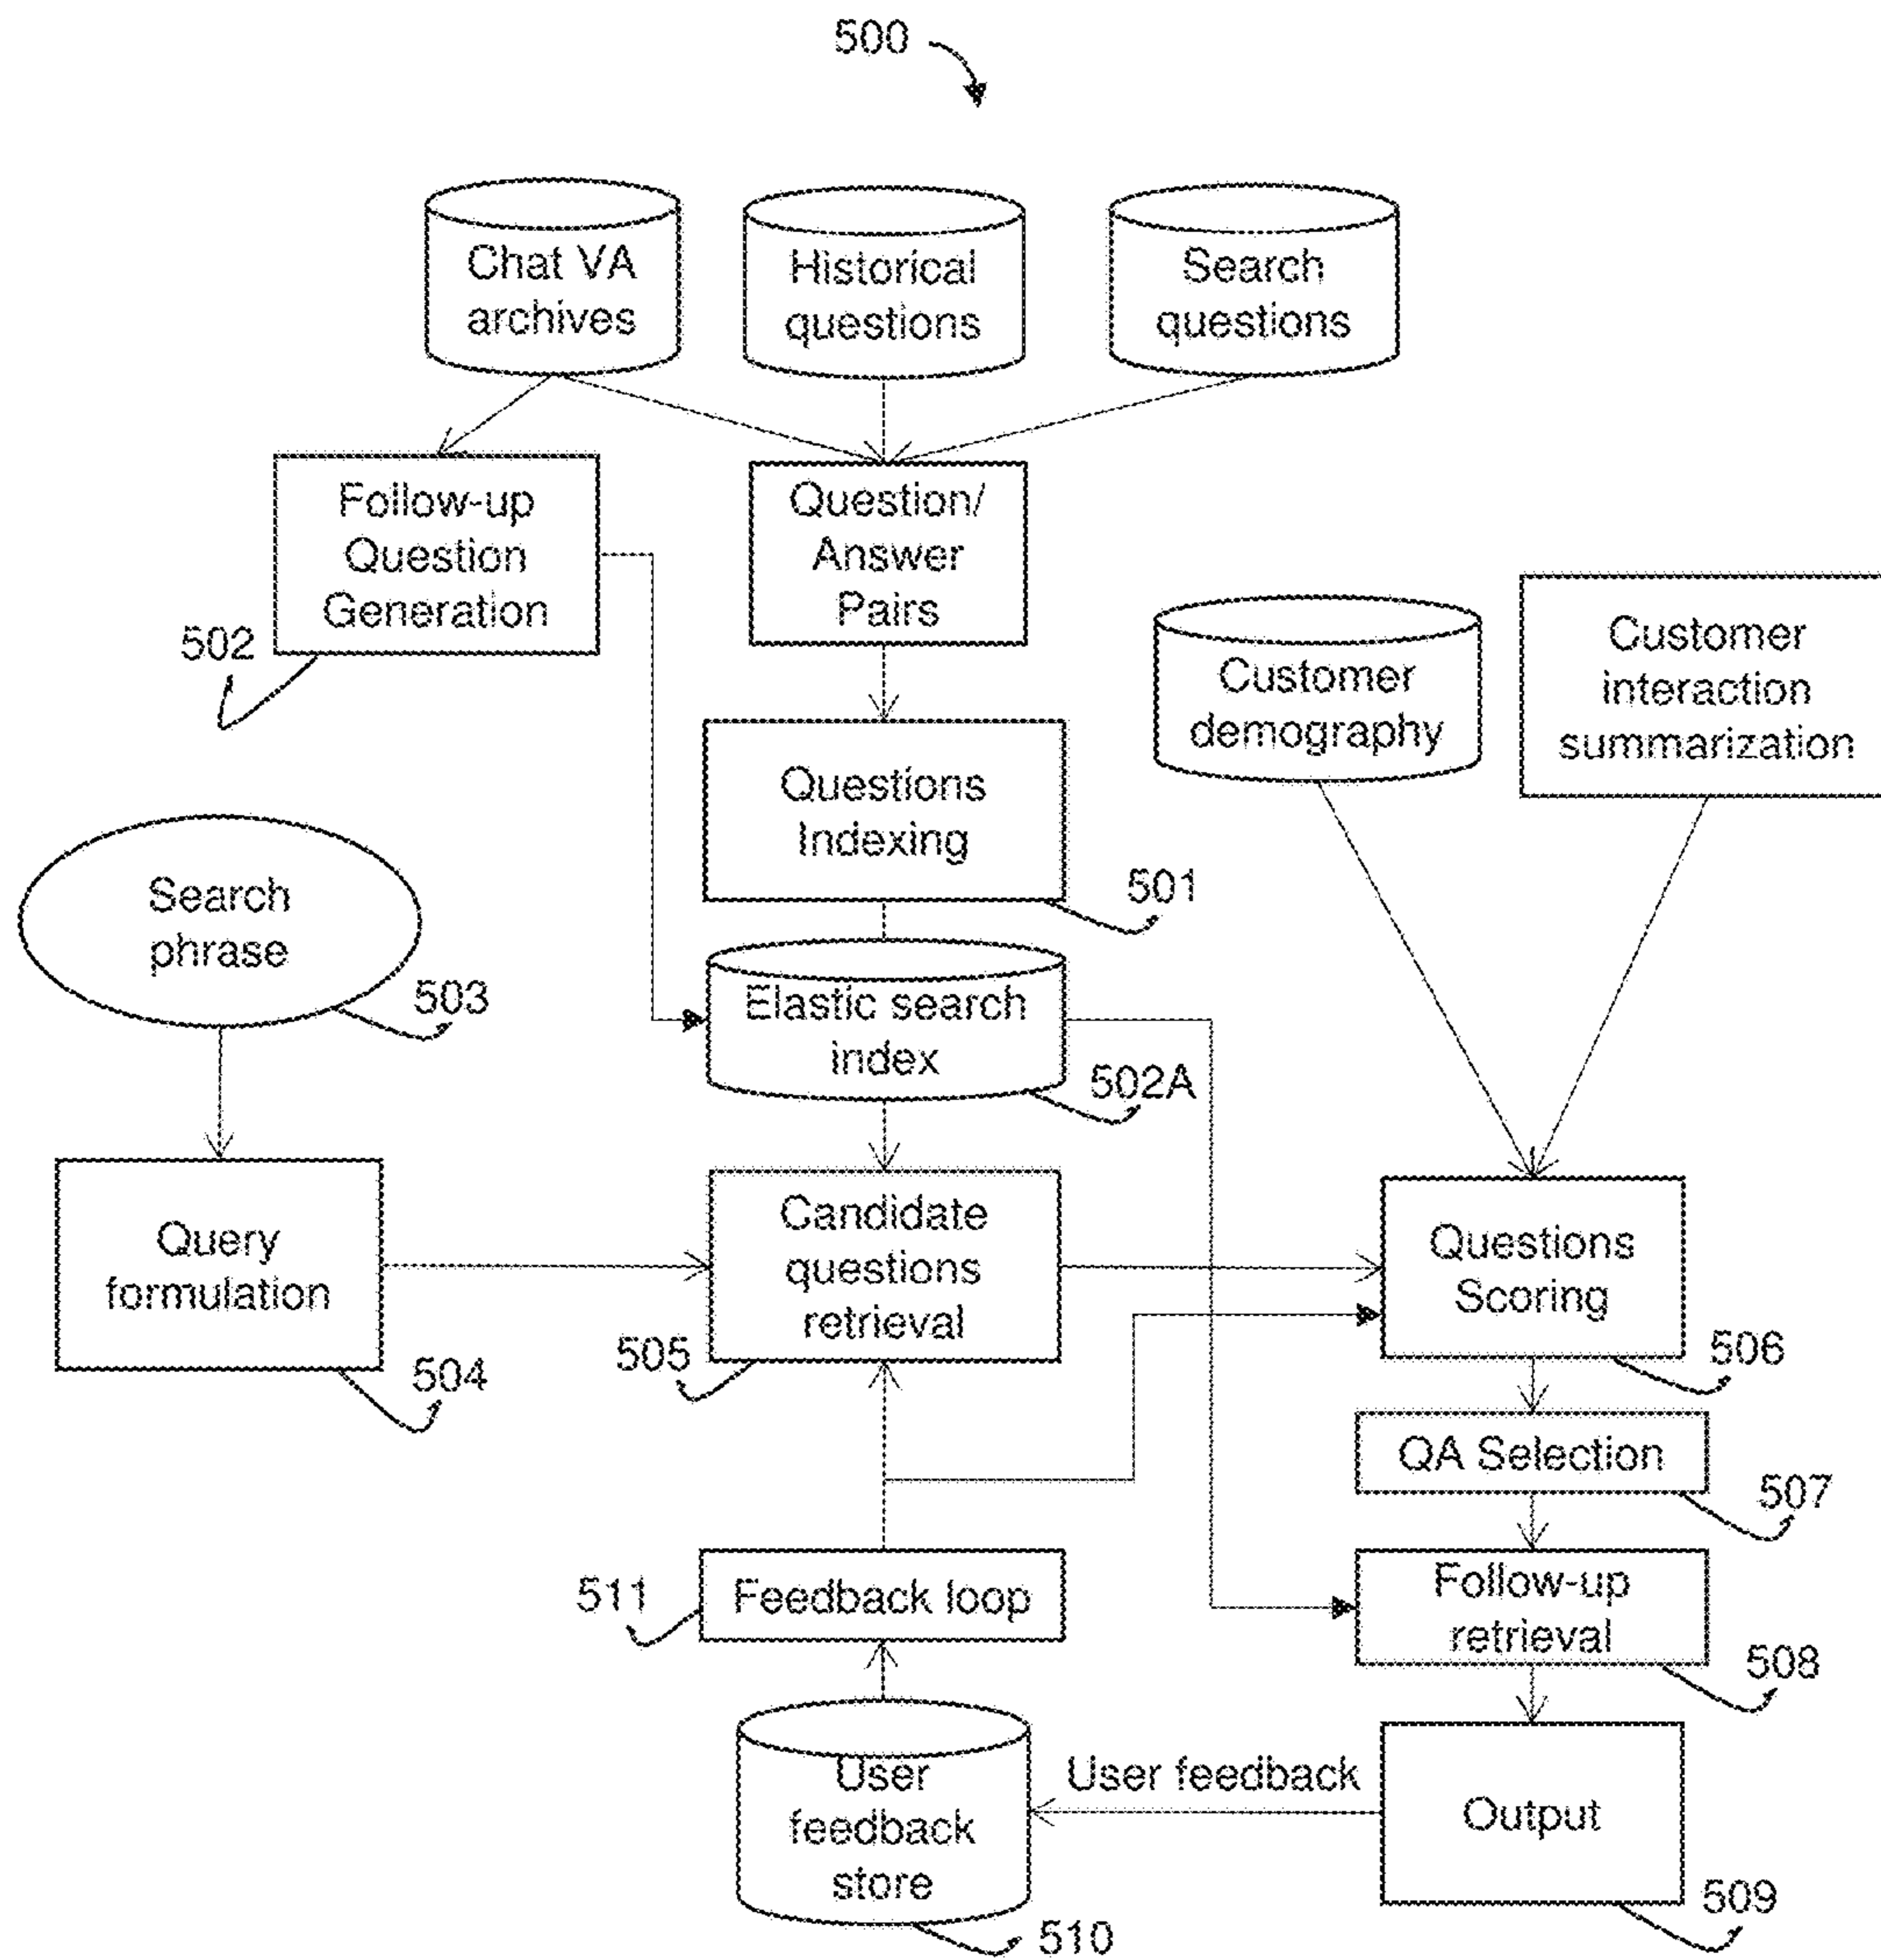 500
Chat VA
archives
Historical
questions
Search
questions
Follow-up
Question
Generation
502
Question/
Answer
Pairs
Customer
demography
Customer
interaction
summarization
Questions
Indexing
501
Search
phrase
503
Elastic search
index
502A
Query
formulation
504
Candidate
questions
retrieval
505
Questions
Scoring
506
QA Selection
507
Feedback loop
511
Follow-up
retrieval
508
User
feedback
store
510
User feedback
Output
509